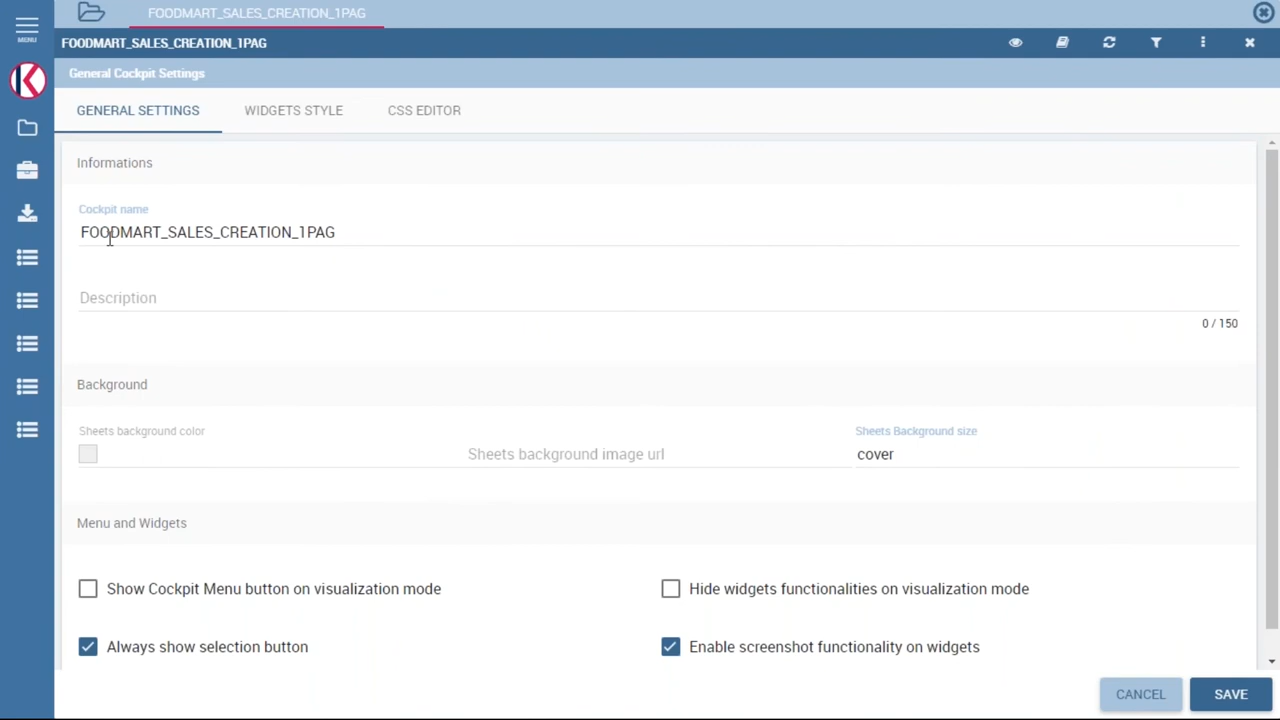 FOODMART_SALES_CREATION_1PAG
MENU
FOODMART_SALES_CREATION_1PAG
General Cockpit Settings
GENERAL SETTINGS WIDGETS STYLE CSS EDITOR
Informations
Cockpit name
FOODMART_SALES_CREATION_1PAG
Description
0 / 150
Background
Sheets background color Sheets Background size
Sheets background image url cover
Menu and Widgets
Show Cockpit Menu button on visualization mode Hide widgets functionalities on visualization mode
Always show selection button Enable screenshot functionality on widgets
CANCEL SAVE